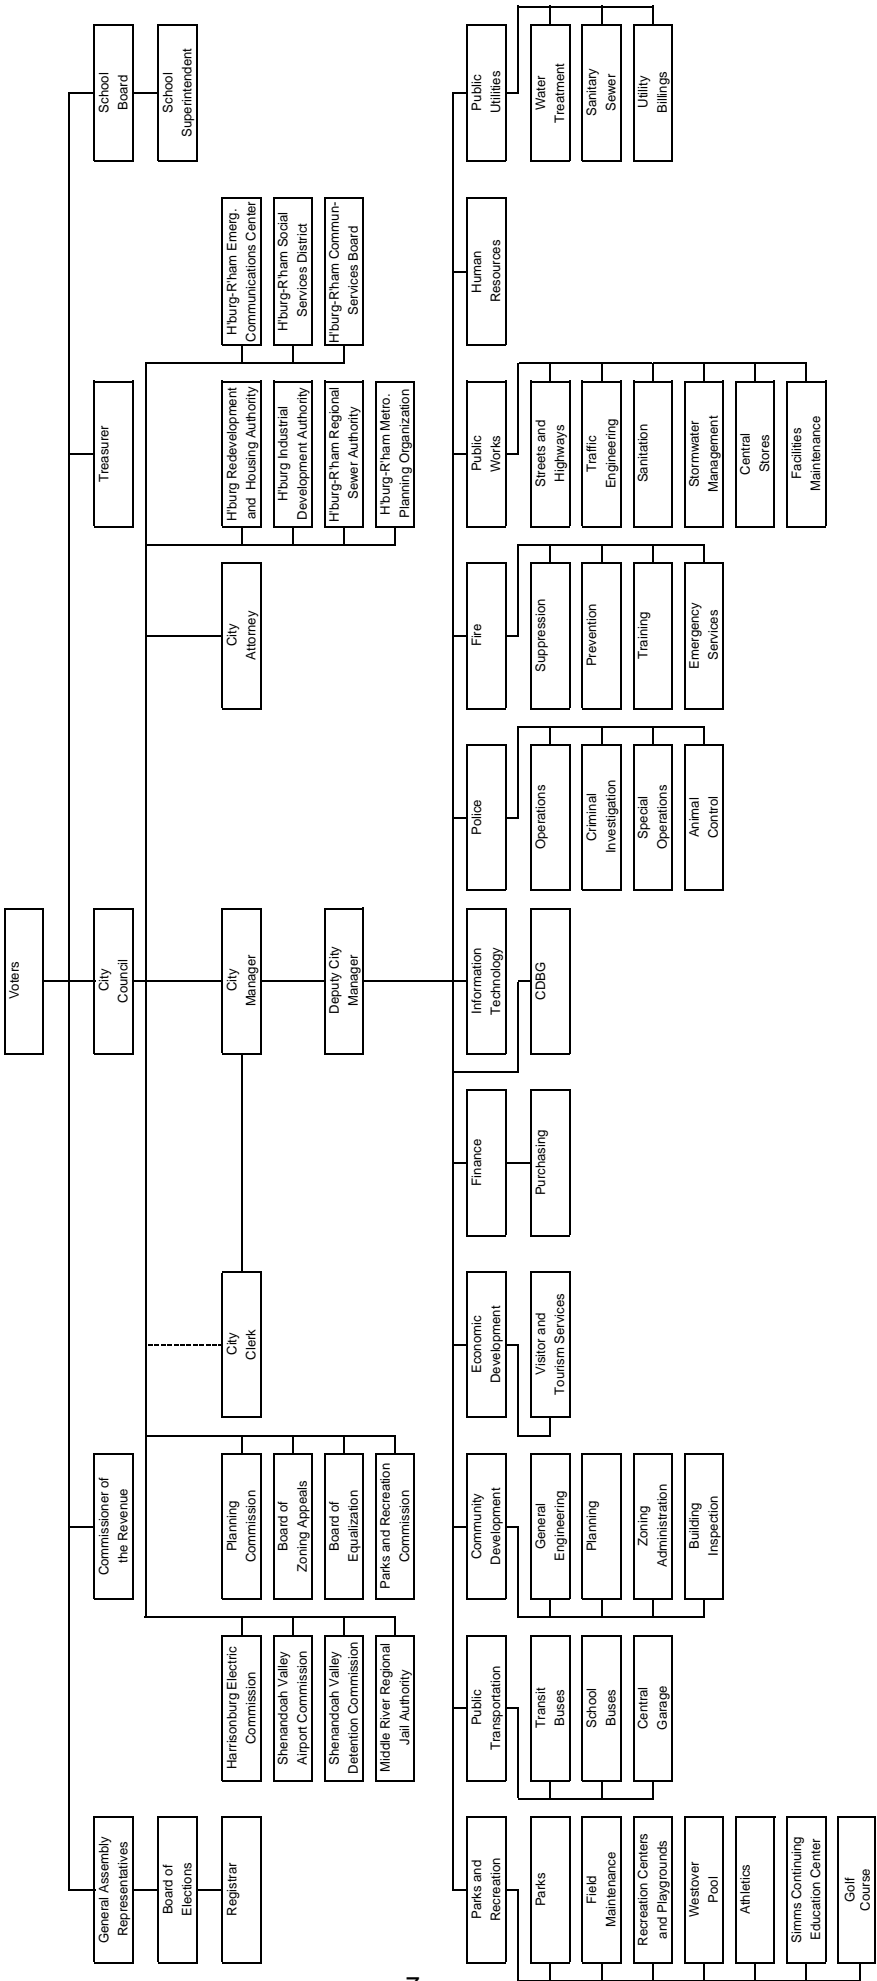 Voters
General Assembly
Representatives
Commissioner of
the Revenue
City
Council
Treasurer
School
Board
Board of
Elections
School
Superintendent
Registrar
Harrisonburg Electric
Commission
Shenandoah Valley
Airport Commission
Shenandoah Valley
Detention Commission
Middle River Regional
Jail Authority
Planning
Commission
Board of
Zoning Appeals
Board of
Equalization
Parks and Recreation
Commission
City
Clerk
City
Manager
Deputy City
Manager
City
Attorney
H'burg Redevelopment
and Housing Authority
H'burg Industrial
Development Authority
H'burg-R'ham Regional
Sewer Authority
H'burg-R'ham Metro.
Planning Organization
H'burg-R'ham Emerg.
Communications Center
H'burg-R'ham Social
Services District
H'burg-R'ham Commun-
Services Board
Parks and
Recreation
Parks
Field
Maintenance
Recreation Centers
and Playgrounds
Westover
Pool
Athletics
Simms Continuing
Education Center
Golf
Course
Public
Transportation
Transit
Buses
School
Buses
Central
Garage
Community
Development
General
Engineering
Planning
Zoning
Administration
Building
Inspection
Economic
Development
Visitor and
Tourism Services
Finance
Purchasing
Information
Technology
CDBG
Police
Operations
Criminal
Investigation
Special
Operations
Animal
Control
Fire
Suppression
Prevention
Training
Emergency
Services
Public
Works
Streets and
Highways
Traffic
Engineering
Sanitation
Stormwater
Management
Central
Stores
Facilities
Maintenance
Human
Resources
Public
Utilities
Water
Treatment
Sanitary
Sewer
Utility
Billings